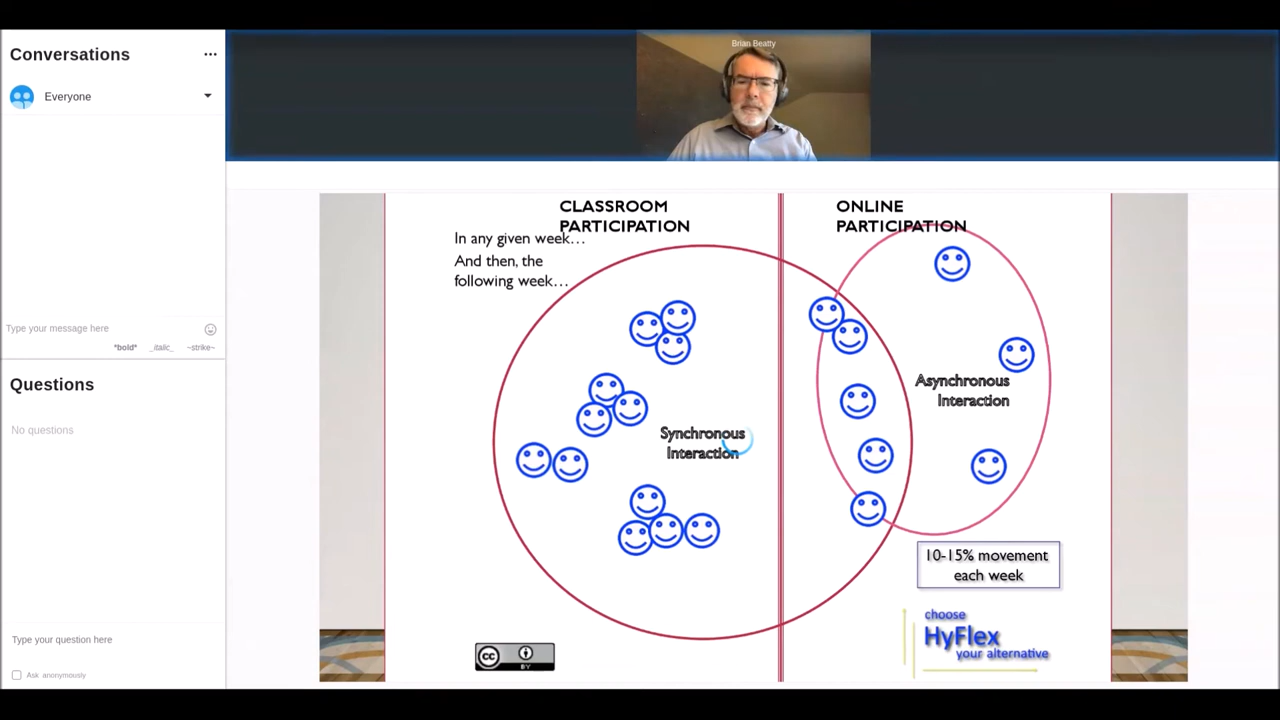 Conversations
Everyone
Type your message here
*bold*
_italic_
~strike~
Questions
No questions
Type your question here
Ask anonymously
Brian Beatty
CLASSROOM
PARTICIPATION
In any given week…
And then, the
following week…
Synchronous
Interaction
ONLINE
PARTICIPATION
Asynchronous
Interaction
10-15% movement
each week
choose
HyFlex
your alternative
CC
BY